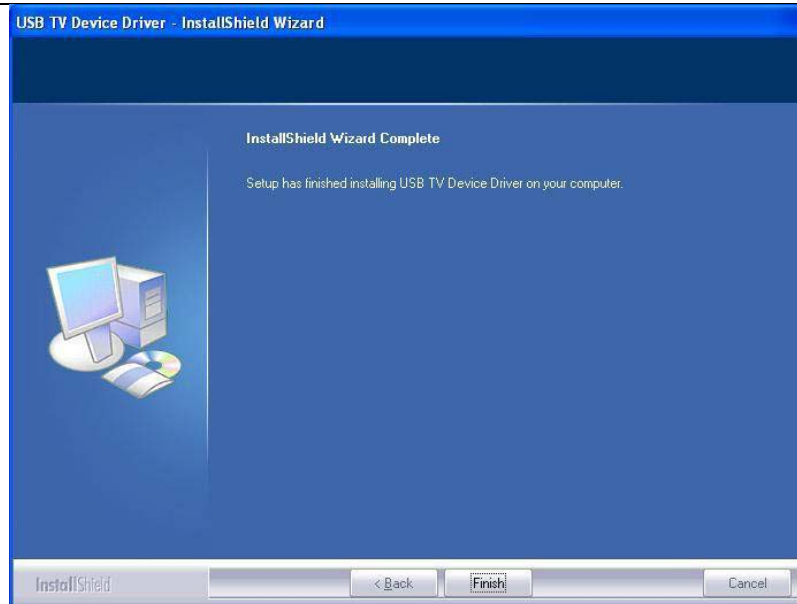 USB TV Device Driver - InstallShield Wizard
InstallShield Wizard Complete
Setup has finished installing USB TV Device Driver on your computer.
InstallShield
< Back
Finish
Cancel